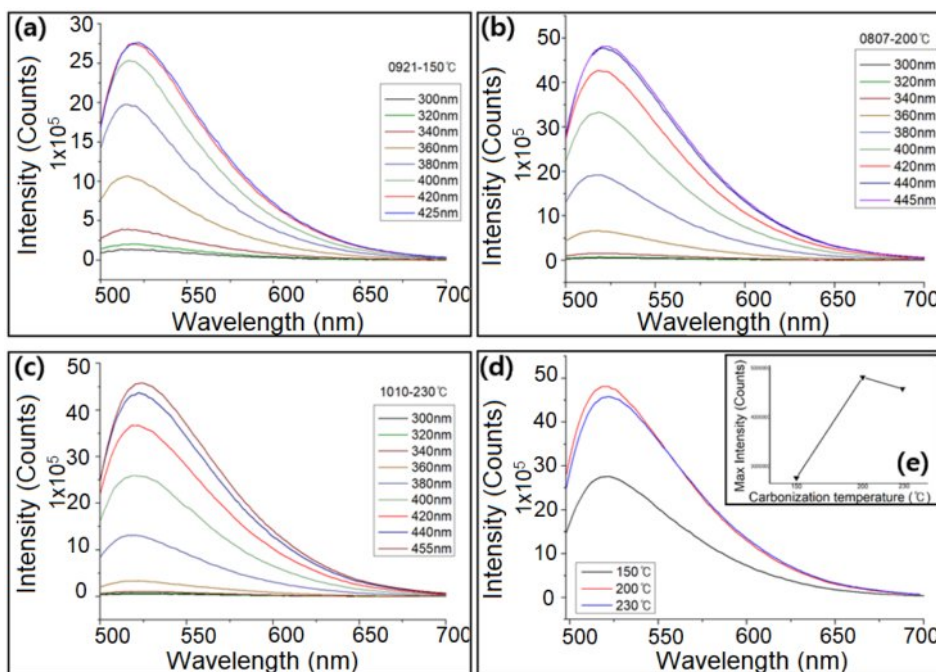 (a)
30
25
20
15
10
5
0
Intensity (Counts)
1x10⁵
0921-150℃
300nm
320nm
340nm
360nm
380nm
400nm
420nm
425nm
500 550 600 650 700
Wavelength (nm)
(b)
50
40
30
20
10
0
Intensity (Counts)
1x10⁵
0807-200℃
300nm
320nm
340nm
360nm
380nm
400nm
420nm
440nm
445nm
500 550 600 650 700
Wavelength (nm)
(c)
50
40
30
20
10
0
Intensity (Counts)
1x10⁵
1010-230℃
300nm
320nm
340nm
360nm
380nm
400nm
420nm
440nm
455nm
500 550 600 650 700
Wavelength (nm)
(d)
50
40
30
20
10
0
Intensity (Counts)
1x10⁵
150℃
200℃
230℃
500 550 600 650 700
Wavelength (nm)
(e)
Max Intensity (Counts)
150 200 230
Carbonization temperature (℃)